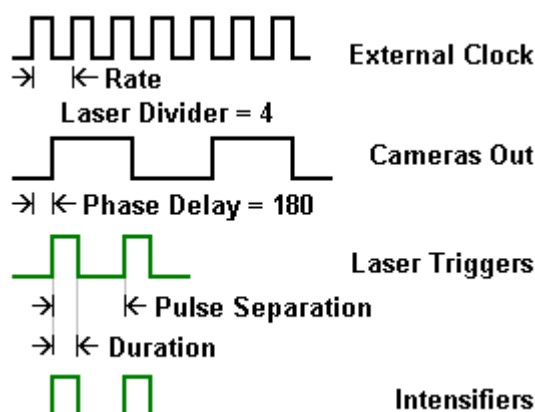 External Clock
Rate
Laser Divider = 4
Cameras Out
Phase Delay = 180
Laser Triggers
Pulse Separation
Duration
Intensifiers